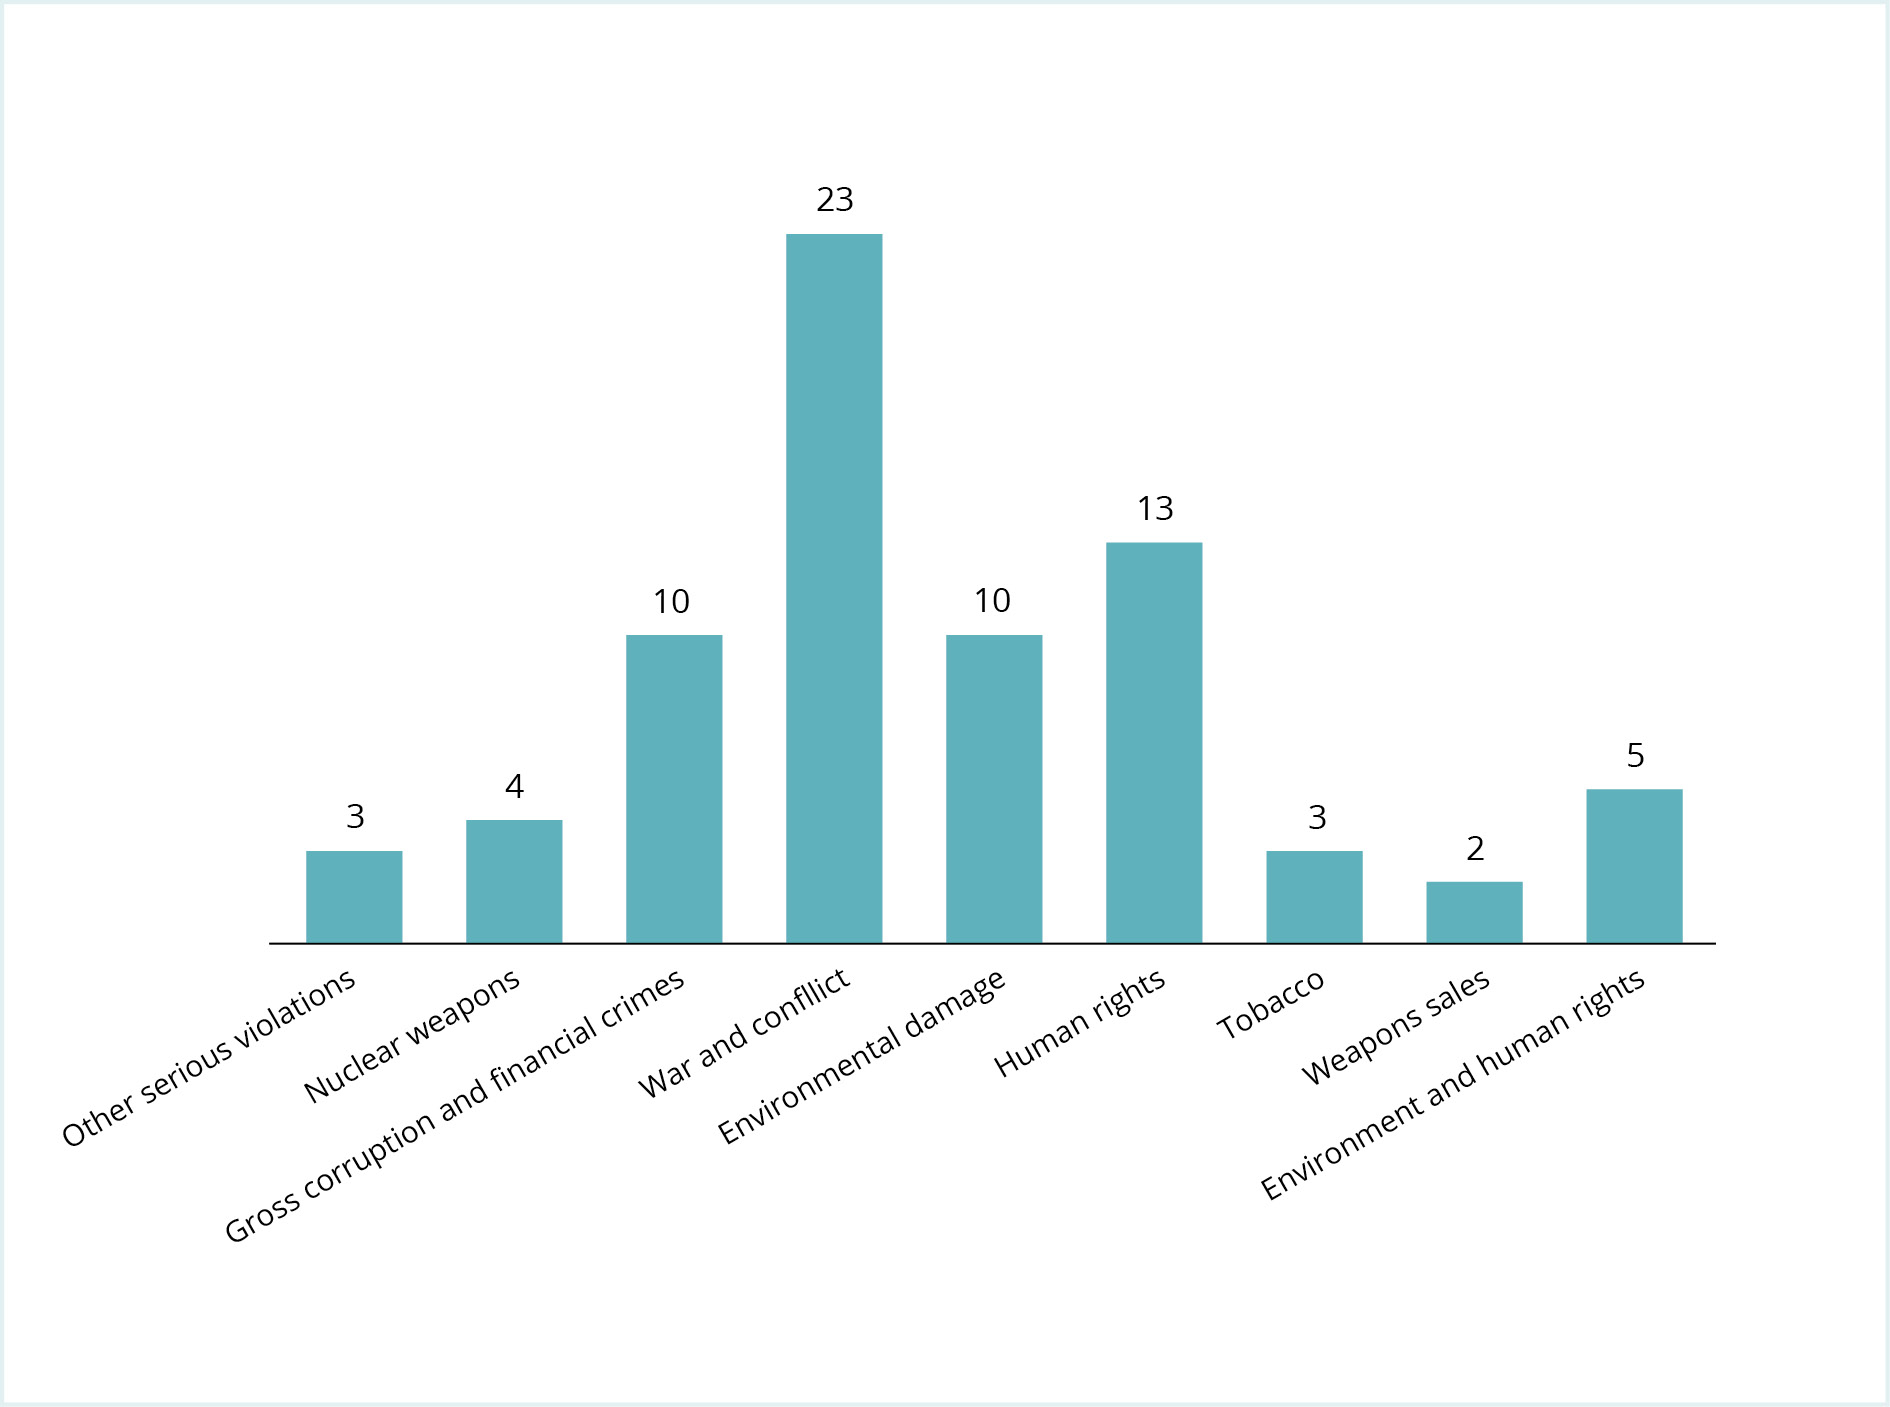 23
13
10
10
5
4
3
3
2
Other serious violations
Nuclear weapons
Gross corruption and financial crimes
War and confllict
Environmental damage
Human rights
Tobacco
Weapons sales
Environment and human rights